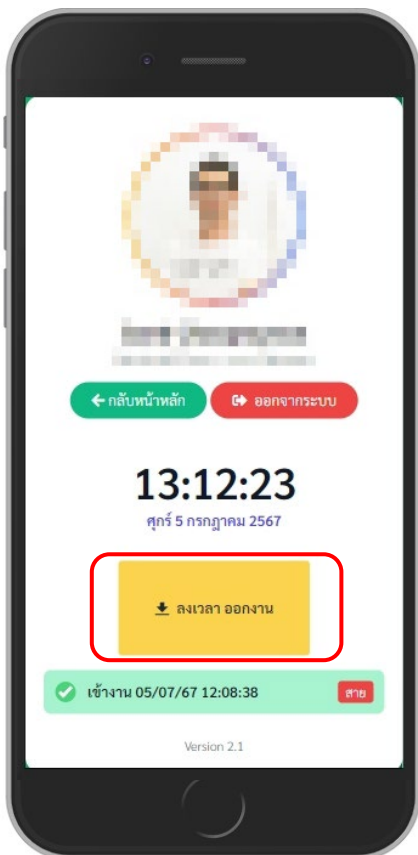 กลับหน้าหลัก ออกจากระบบ
13:12:23
ศุกร์ 5 กรกฎาคม 2567
ลงเวลา ออกงาน
เข้างาน 05/07/67 12:08:38 สาย
Version 2.1